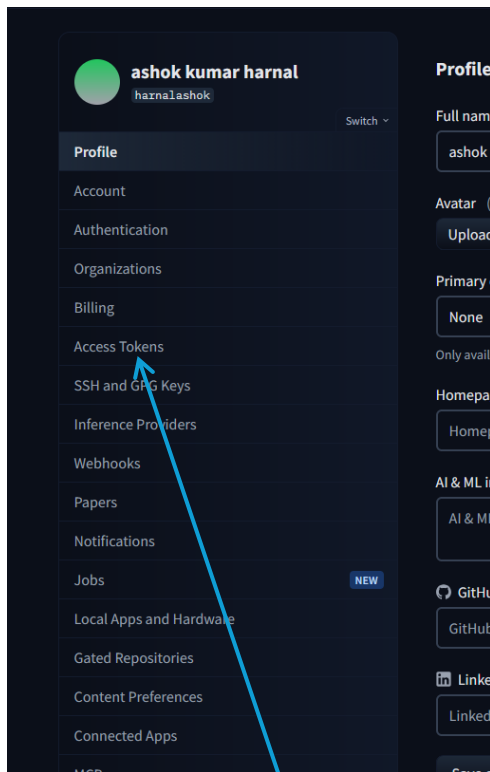 ashok kumar harnal
harnalashok
Switch
Profile
Account
Authentication
Organizations
Billing
Access Tokens
SSH and GPG Keys
Inference Providers
Webhooks
Papers
Notifications
Jobs NEW
Local Apps and Hardware
Gated Repositories
Content Preferences
Connected Apps
MCP
Profile
Full nam
ashok
Avatar
Upload
Primary
None
Only avail
Homepa
Homep
AI & ML i
AI & M
GitHu
GitHub
Linke
Linked